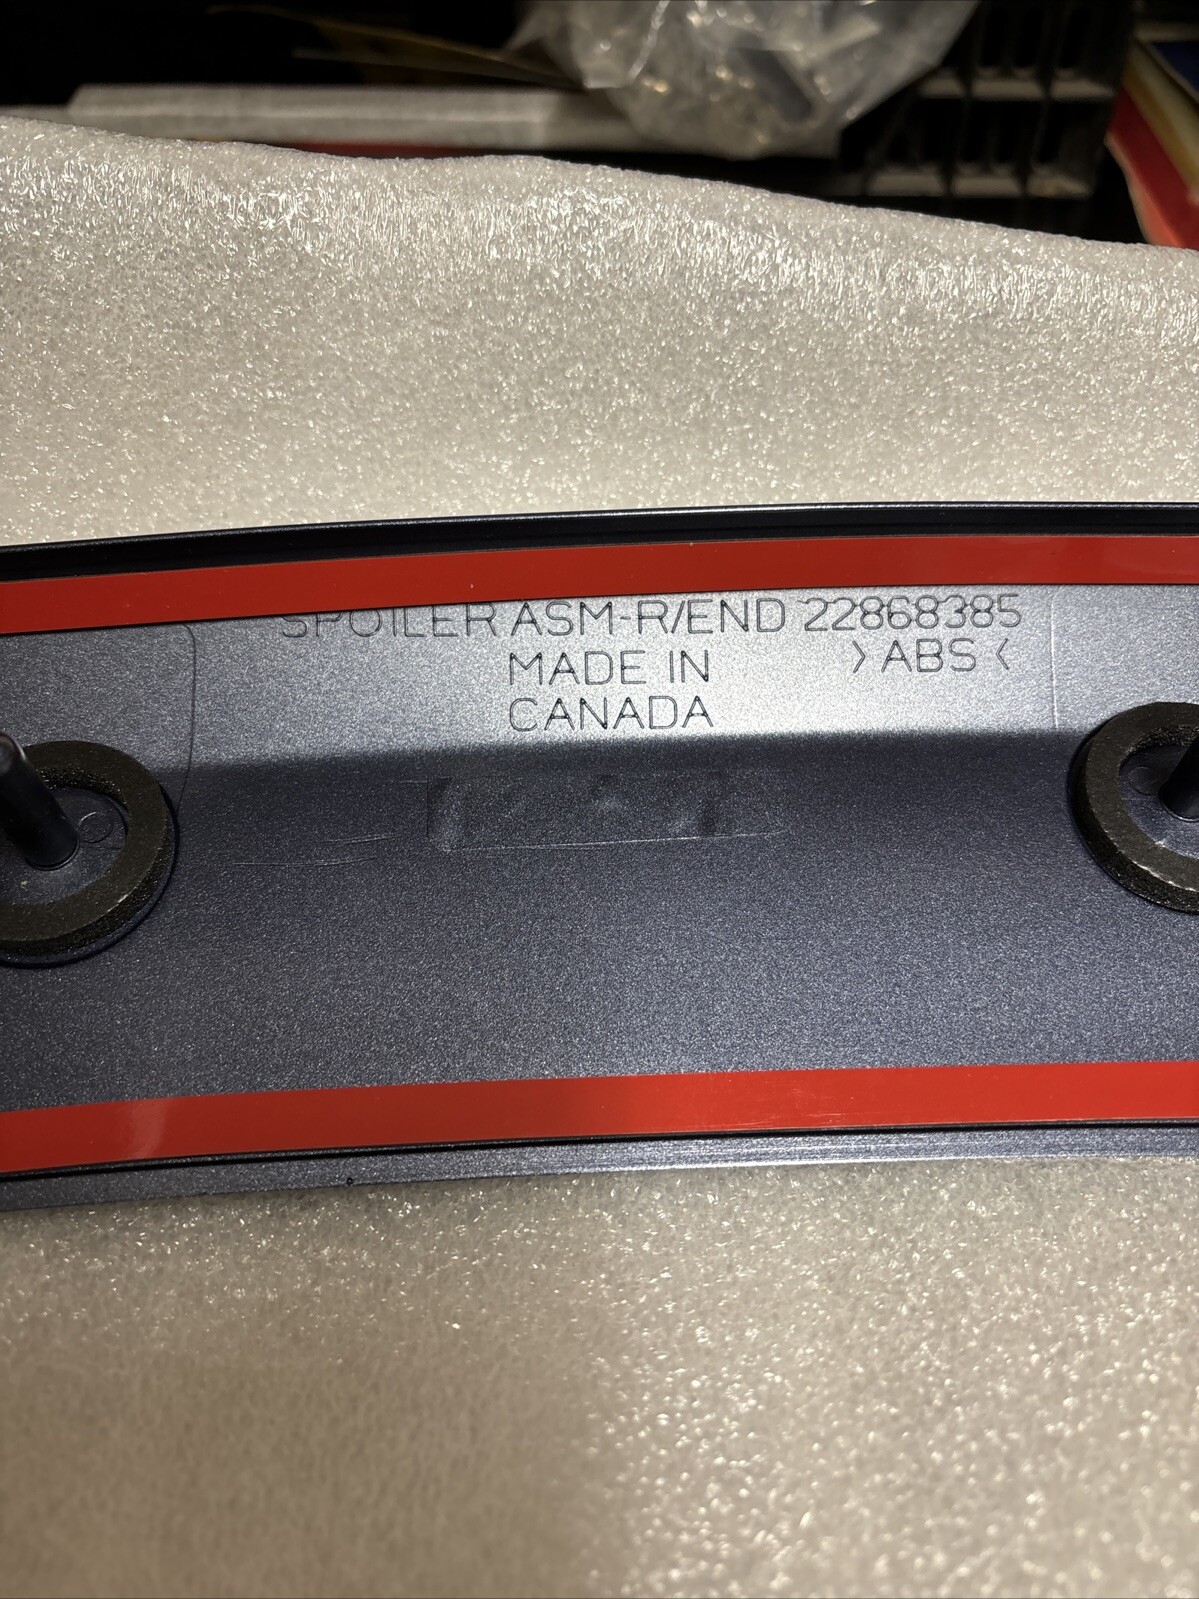 SPOILER ASM-R/END 22868385
MADE IN >ABS<
CANADA